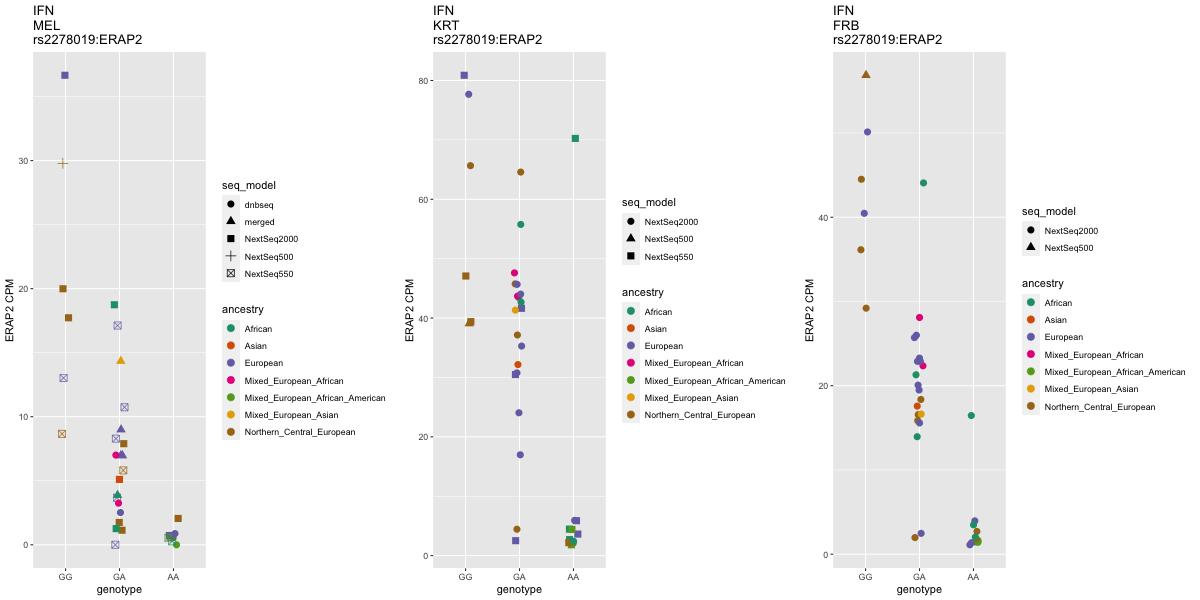 IFN
MEL
rs2278019:ERAP2
ERAP2 CPM
30
20
10
0
GG
GA
AA
genotype
seq_model
dnbseq
merged
NextSeq2000
NextSeq500
NextSeq550
ancestry
African
Asian
European
Mixed_European_African
Mixed_European_African_American
Mixed_European_Asian
Northern_Central_European
IFN
KRT
rs2278019:ERAP2
ERAP2 CPM
80
60
40
20
0
GG
GA
AA
genotype
seq_model
NextSeq2000
NextSeq500
NextSeq550
ancestry
African
Asian
European
Mixed_European_African
Mixed_European_African_American
Mixed_European_Asian
Northern_Central_European
IFN
FRB
rs2278019:ERAP2
ERAP2 CPM
40
20
0
GG
GA
AA
genotype
seq_model
NextSeq2000
NextSeq500
ancestry
African
Asian
European
Mixed_European_African
Mixed_European_African_American
Mixed_European_Asian
Northern_Central_European